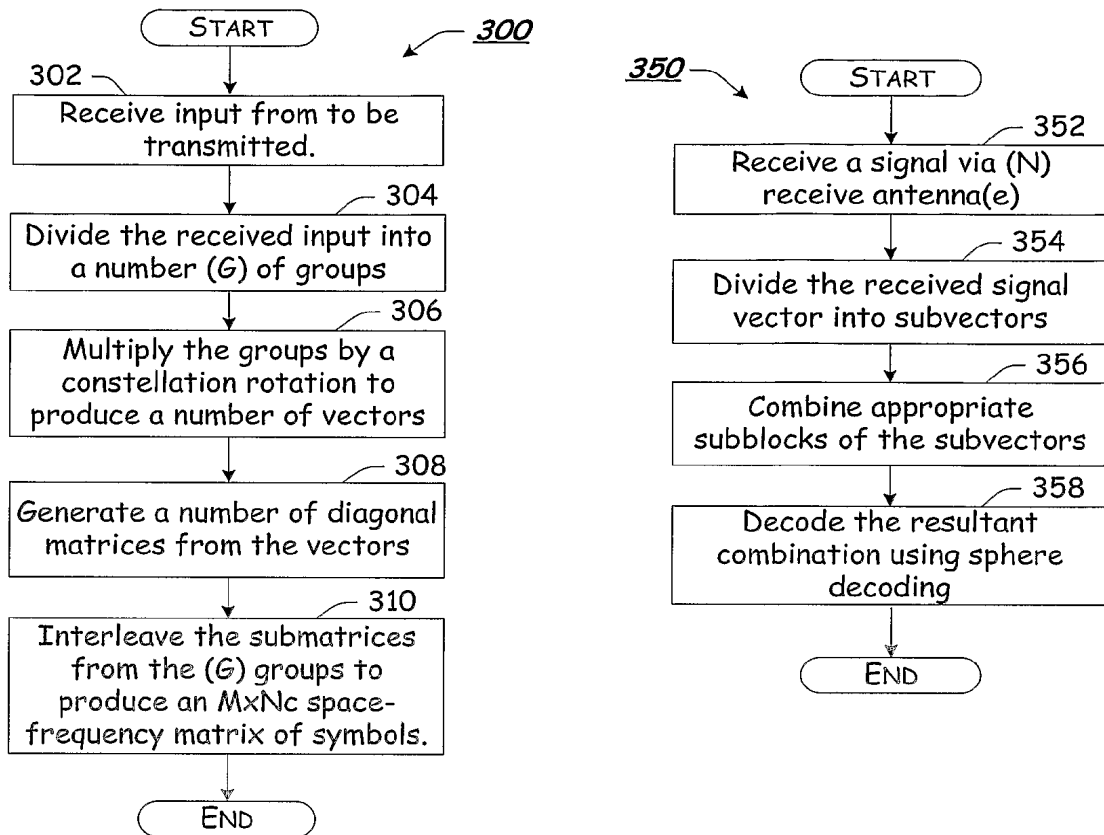 START
300
302
Receive input from to be
transmitted.
304
Divide the received input into
a number (G) of groups
306
Multiply the groups by a
constellation rotation to
produce a number of vectors
308
Generate a number of diagonal
matrices from the vectors
310
Interleave the submatrices
from the (G) groups to
produce an MxNc space-
frequency matrix of symbols.
END
350
START
352
Receive a signal via (N)
receive antenna(e)
354
Divide the received signal
vector into subvectors
356
Combine appropriate
subblocks of the subvectors
358
Decode the resultant
combination using sphere
decoding
END